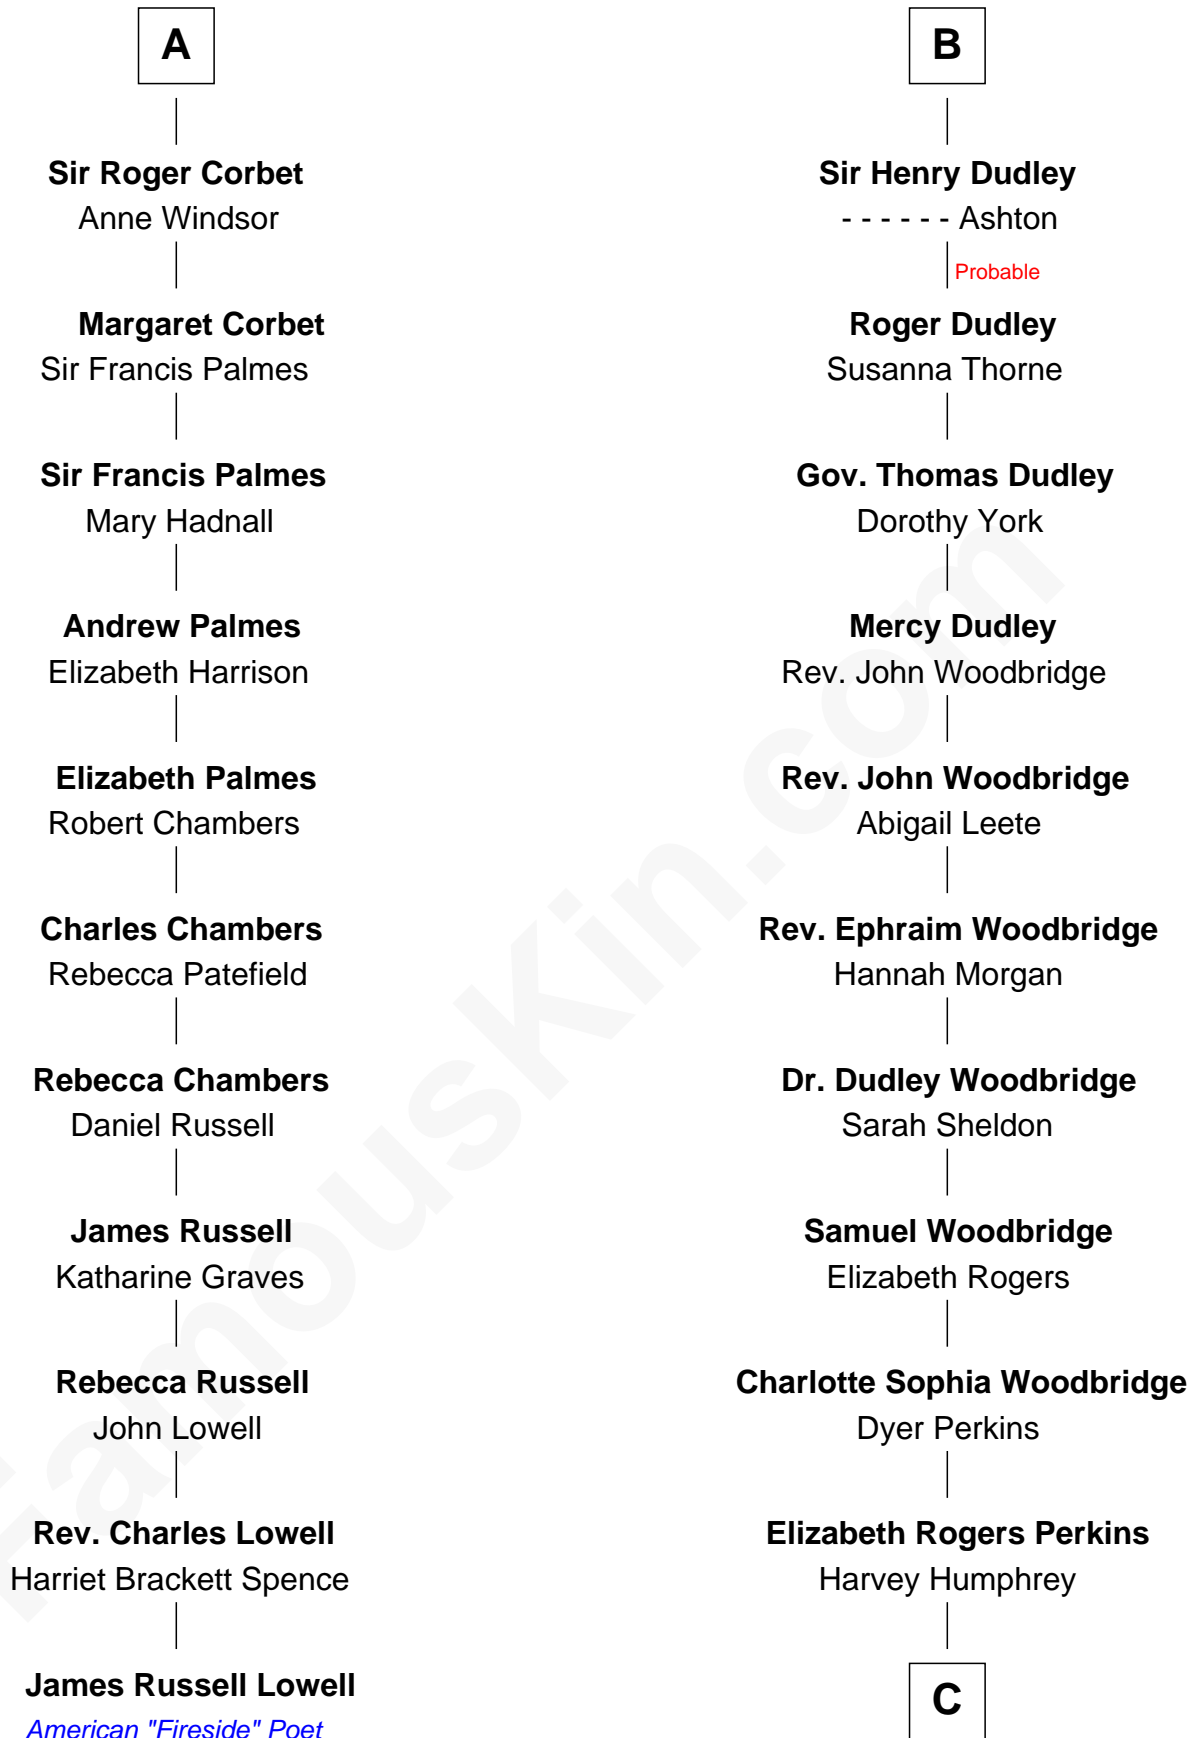 A
Sir Roger Corbet
Anne Windsor
Margaret Corbet
Sir Francis Palmes
Sir Francis Palmes
Mary Hadnall
Andrew Palmes
Elizabeth Harrison
Elizabeth Palmes
Robert Chambers
Charles Chambers
Rebecca Patefield
Rebecca Chambers
Daniel Russell
James Russell
Katharine Graves
Rebecca Russell
John Lowell
Rev. Charles Lowell
Harriet Brackett Spence
James Russell Lowell
American "Fireside" Poet
B
Sir Henry Dudley
- - - - - - Ashton
Probable
Roger Dudley
Susanna Thorne
Gov. Thomas Dudley
Dorothy York
Mercy Dudley
Rev. John Woodbridge
Rev. John Woodbridge
Abigail Leete
Rev. Ephraim Woodbridge
Hannah Morgan
Dr. Dudley Woodbridge
Sarah Sheldon
Samuel Woodbridge
Elizabeth Rogers
Charlotte Sophia Woodbridge
Dyer Perkins
Elizabeth Rogers Perkins
Harvey Humphrey
C
FamousKin.com